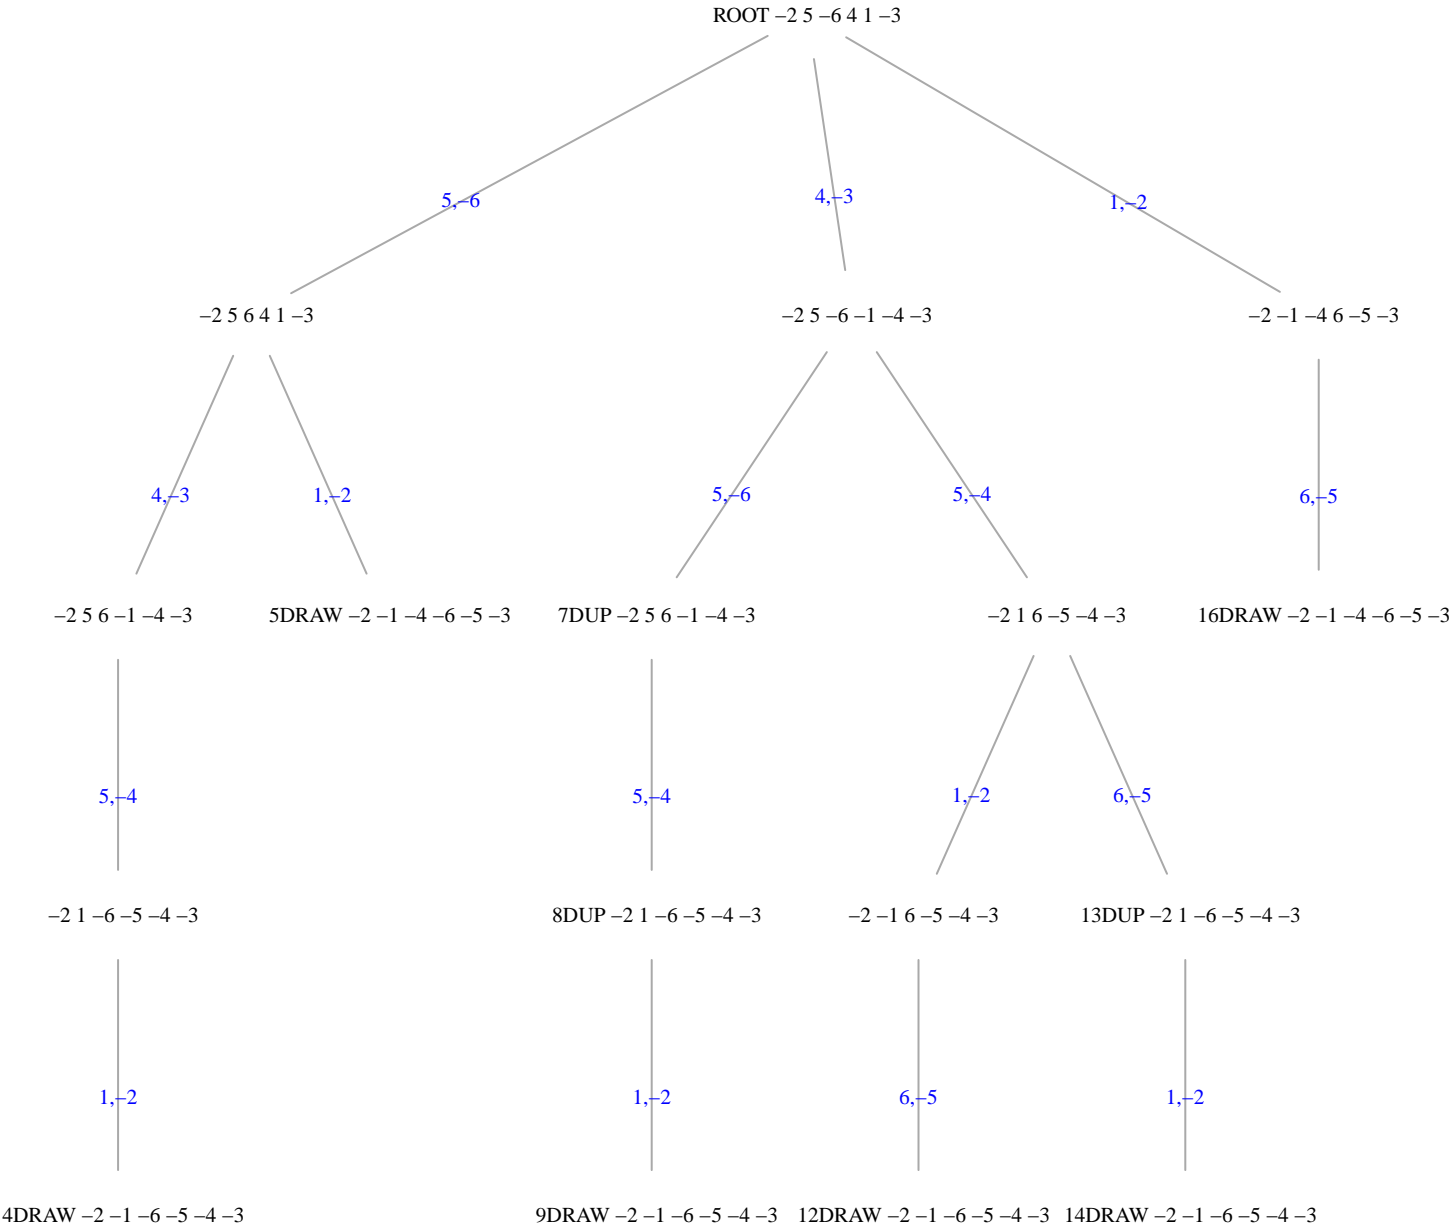 ROOT –2 5 –6 4 1 –3
5,–6
4,–3
1,–2
–2 5 6 4 1 –3
–2 5 –6 –1 –4 –3
–2 –1 –4 6 –5 –3
4,–3
1,–2
5,–6
5,–4
6,–5
–2 5 6 –1 –4 –3
5DRAW –2 –1 –4 –6 –5 –3
7DUP –2 5 6 –1 –4 –3
–2 1 6 –5 –4 –3
16DRAW –2 –1 –4 –6 –5 –3
5,–4
5,–4
1,–2
6,–5
–2 1 –6 –5 –4 –3
8DUP –2 1 –6 –5 –4 –3
–2 –1 6 –5 –4 –3
13DUP –2 1 –6 –5 –4 –3
1,–2
1,–2
6,–5
1,–2
4DRAW –2 –1 –6 –5 –4 –3
9DRAW –2 –1 –6 –5 –4 –3
12DRAW –2 –1 –6 –5 –4 –3
14DRAW –2 –1 –6 –5 –4 –3